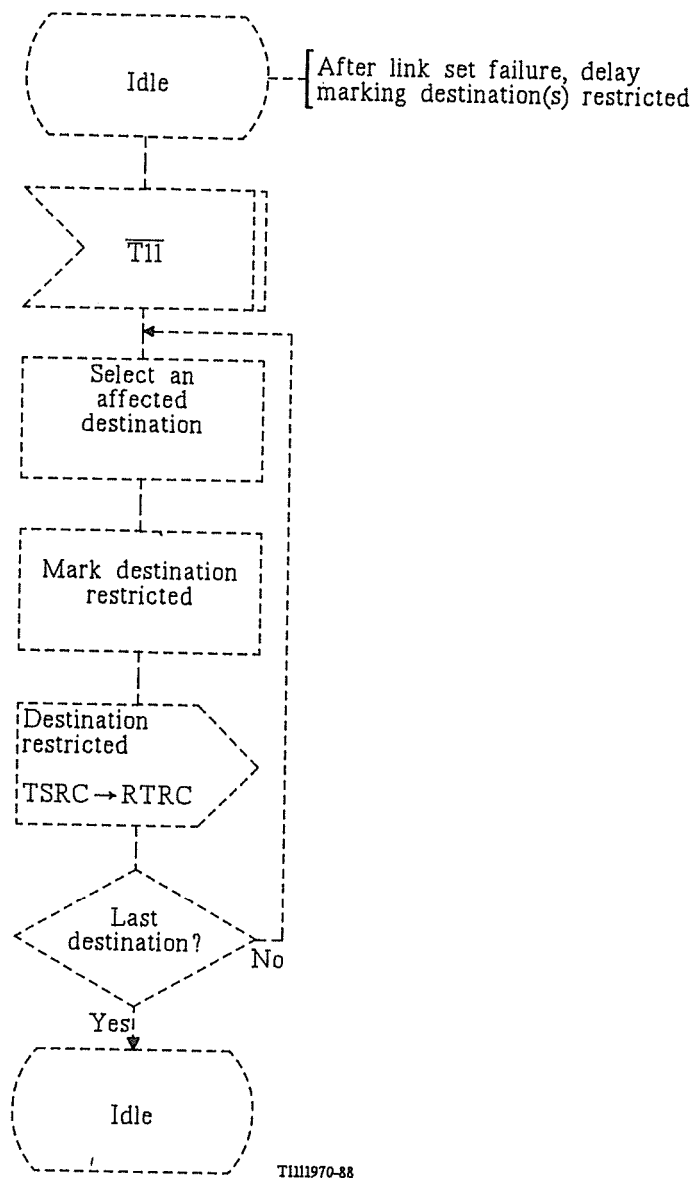 Idle
After link set failure, delay
marking destination(s) restricted
T11
Select an
affected
destination
Mark destination
restricted
Destination
restricted
TSRC → RTRC
Last
destination?
No
Yes
Idle
T1111970-88